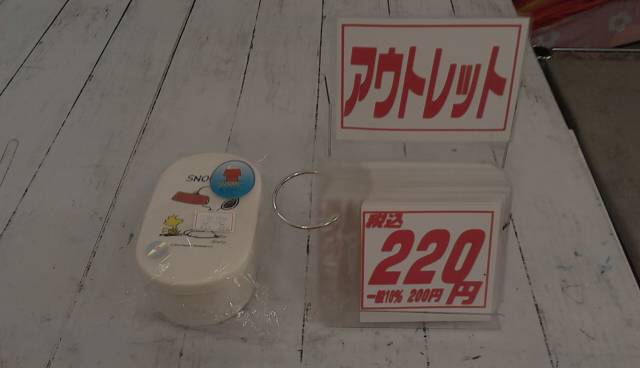 アウトレット
SNO
税込
220円
一般10% 200円